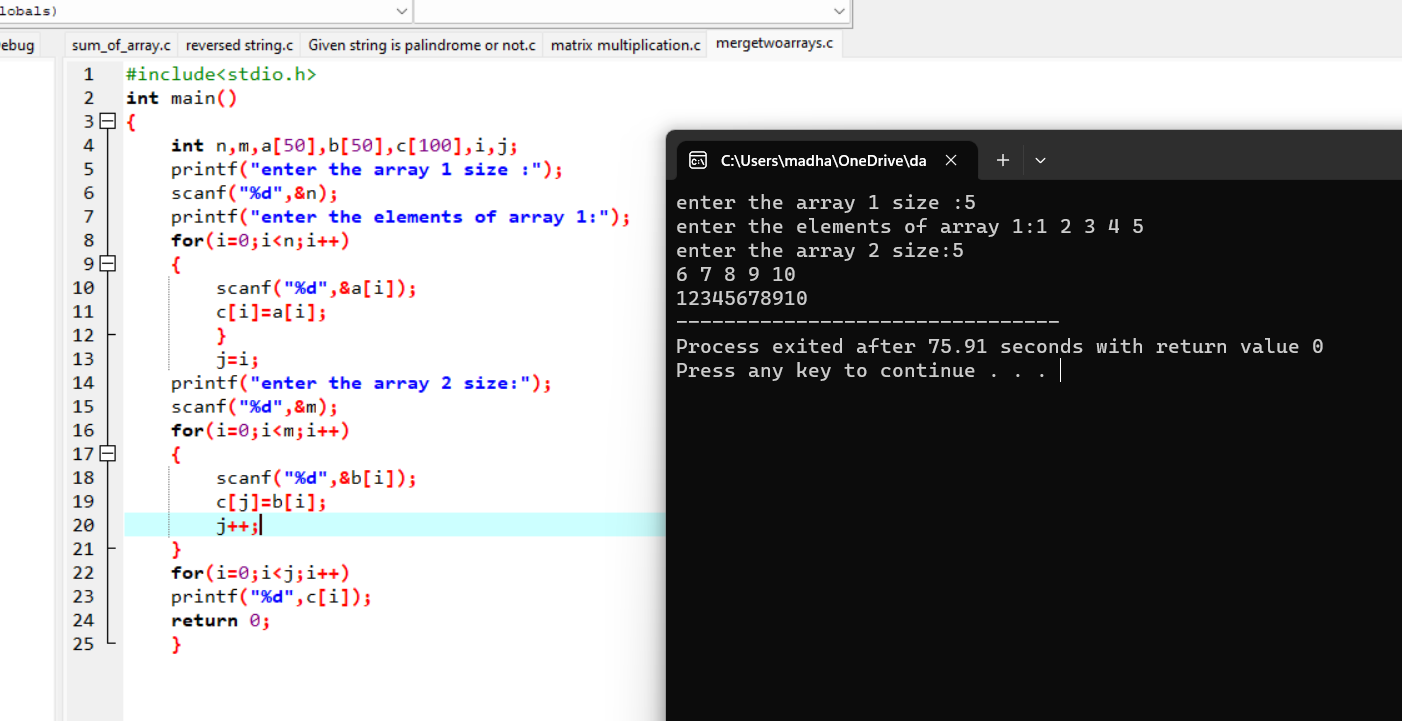 lobals)
ebug sum_of_array.c reversed string.c Given string is palindrome or not.c matrix multiplication.c mergetwoarrays.c
1 #include<stdio.h>
2 int main()
3 {
4 int n,m,a[50],b[50],c[100],i,j;
5 printf("enter the array 1 size :");
6 scanf("%d",&n);
7 printf("enter the elements of array 1:");
8 for(i=0;i<n;i++)
9 {
10 scanf("%d",&a[i]);
11 c[i]=a[i];
12 }
13 j=i;
14 printf("enter the array 2 size:");
15 scanf("%d",&m);
16 for(i=0;i<m;i++)
17 {
18 scanf("%d",&b[i]);
19 c[j]=b[i];
20 j++;
21 }
22 for(i=0;i<j;i++)
23 printf("%d",c[i]);
24 return 0;
25 }
C:\Users\madha\OneDrive\da
enter the array 1 size :5
enter the elements of array 1:1 2 3 4 5
enter the array 2 size:5
6 7 8 9 10
12345678910
--------------------------------
Process exited after 75.91 seconds with return value 0
Press any key to continue . . .